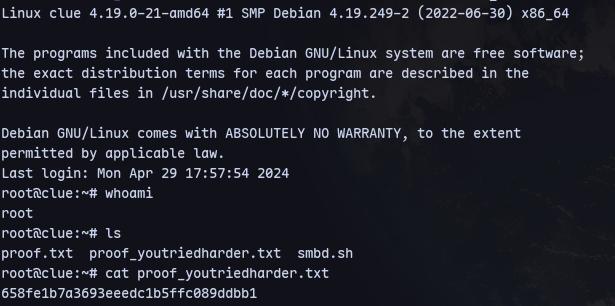 Linux clue 4.19.0-21-amd64 #1 SMP Debian 4.19.249-2 (2022-06-30) x86_64
The programs included with the Debian GNU/Linux system are free software;
the exact distribution terms for each program are described in the
individual files in /usr/share/doc/*/copyright.
Debian GNU/Linux comes with ABSOLUTELY NO WARRANTY, to the extent
permitted by applicable law.
Last login: Mon Apr 29 17:57:54 2024
root@clue:~# whoami
root
root@clue:~# ls
proof.txt  proof_youtriedharder.txt  smbd.sh
root@clue:~# cat proof_youtriedharder.txt
658fe1b7a3693eeedc1b5ffc089ddbb1